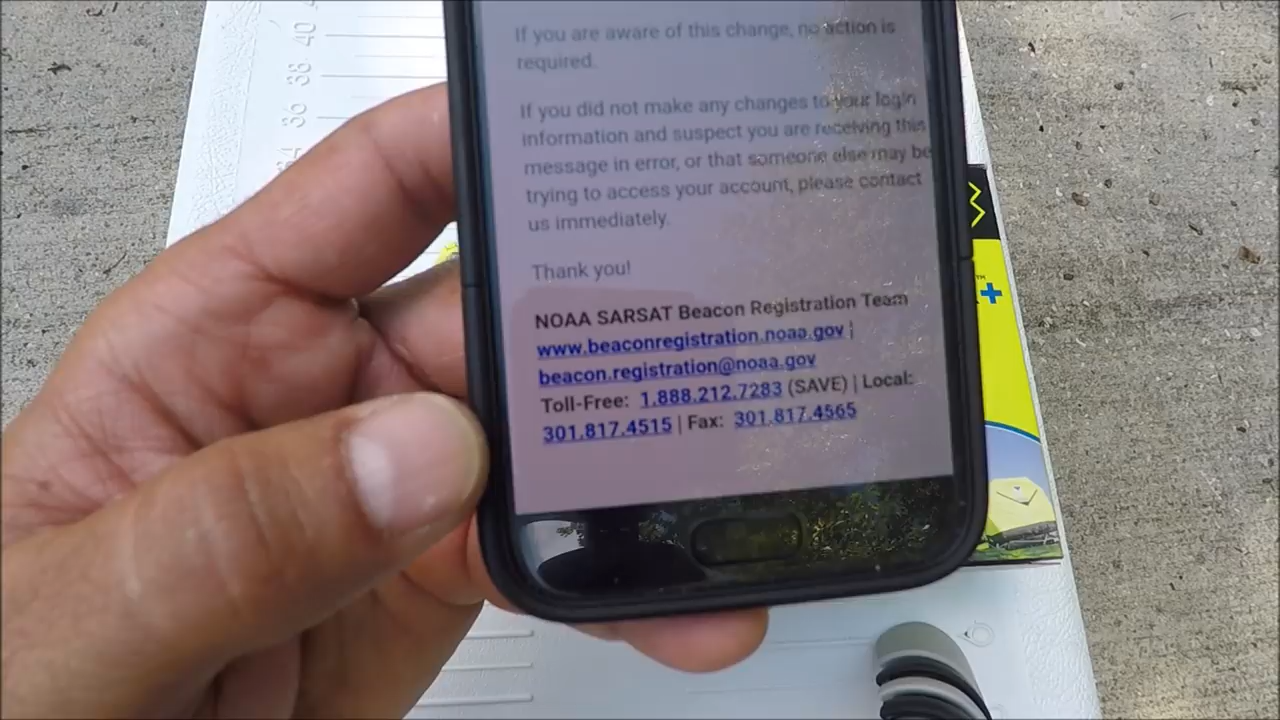 40
38
36
34
If you are aware of this change, no action is
required.
If you did not make any changes to your login
information and suspect you are receiving this
message in error, or that someone else may be
trying to access your account, please contact
us immediately.
Thank you!
NOAA SARSAT Beacon Registration Team
www.beaconregistration.noaa.gov |
beacon.registration@noaa.gov
Toll-Free: 1.888.212.7283 (SAVE) | Local:
301.817.4515 | Fax: 301.817.4565
™
+